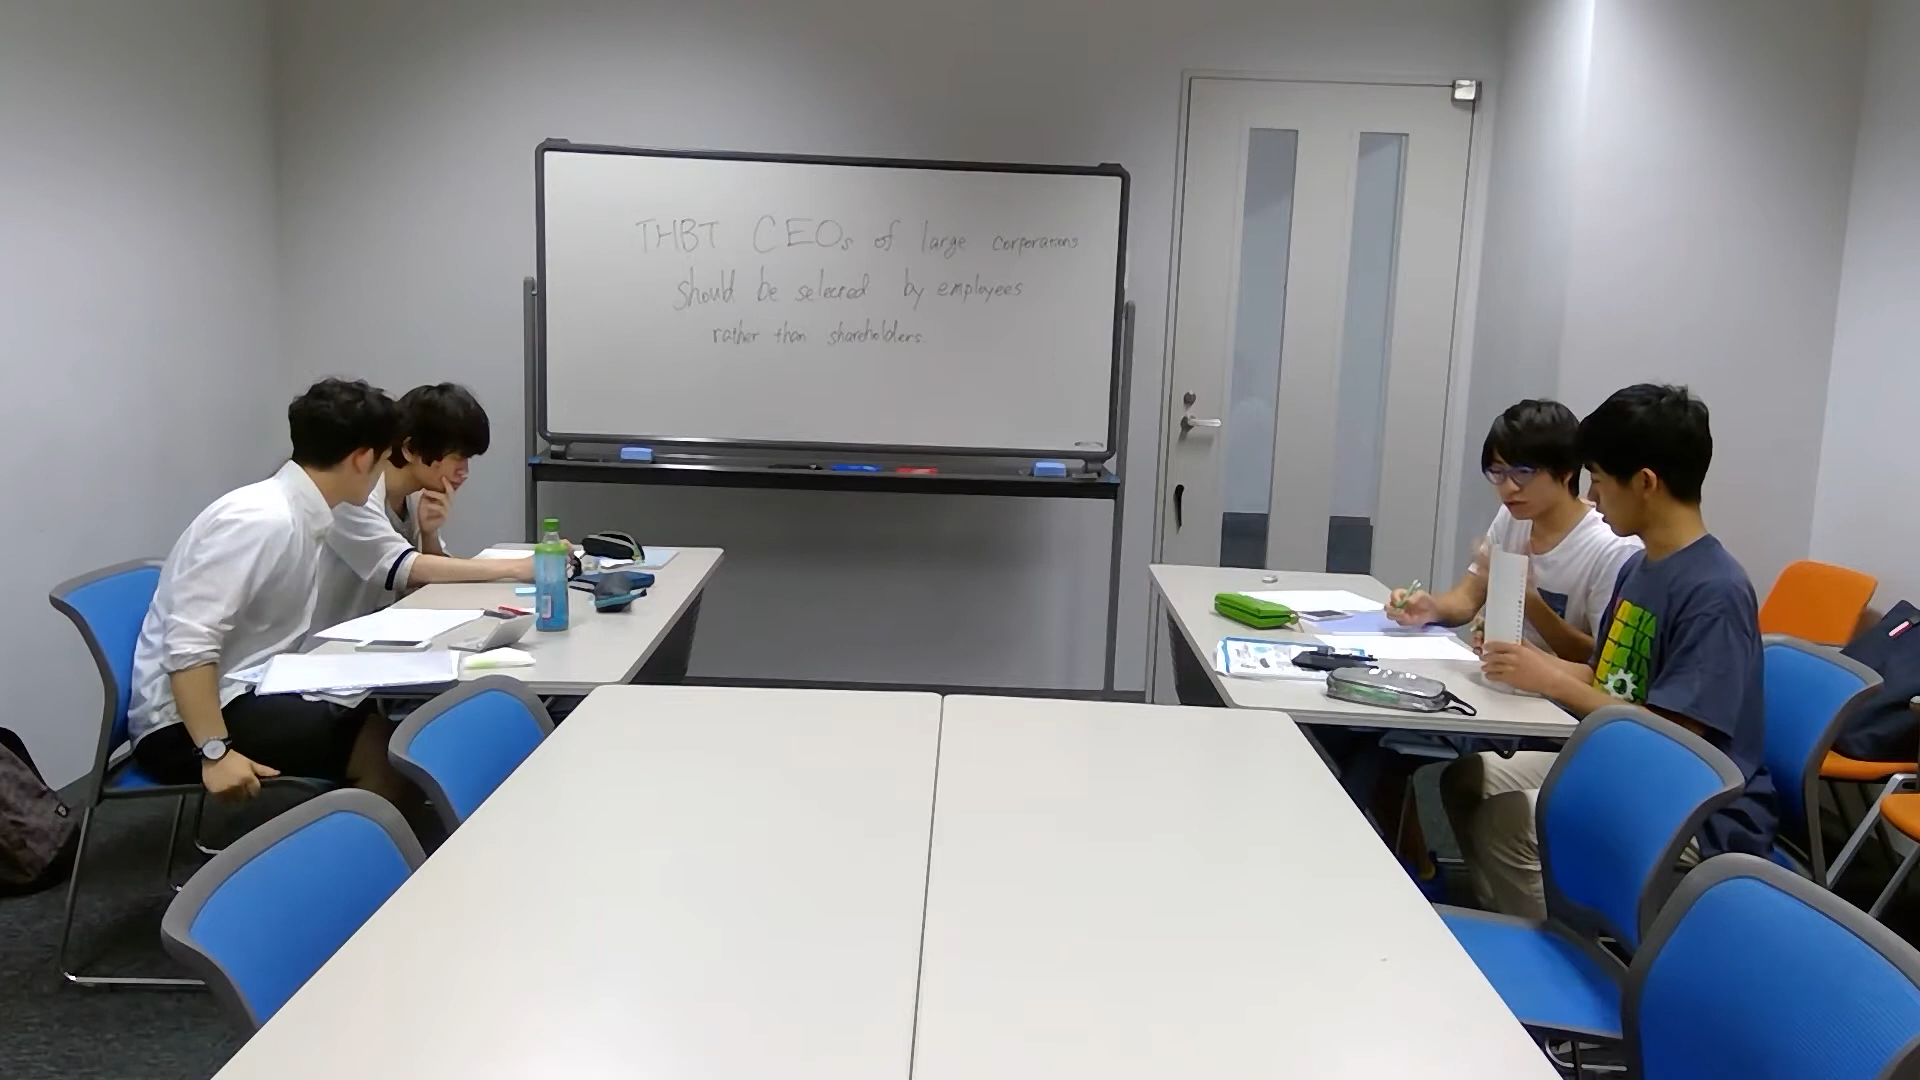 THBT CEOs of large corporations
should be selected by employees
rather than shareholders.